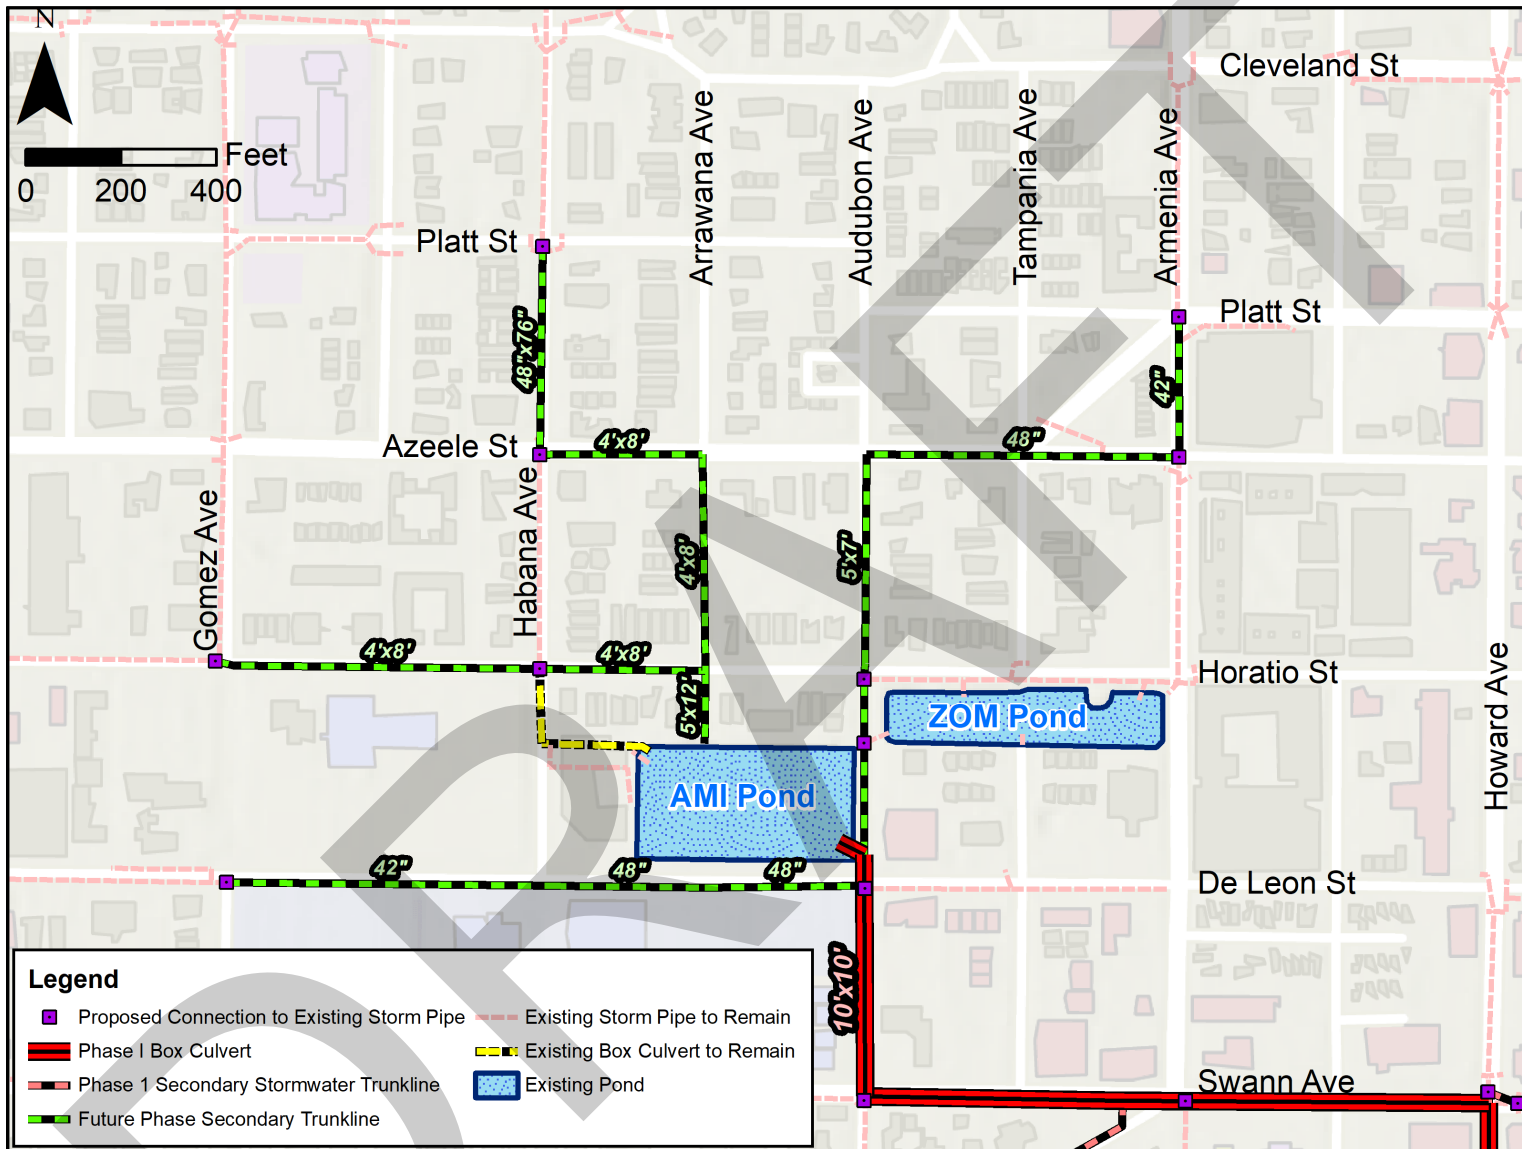 N
Feet
0 200 400
Cleveland St
Arrawana Ave
Audubon Ave
Tampania Ave
Armenia Ave
Platt St
Platt St
48"x76"
42"
Azeele St
4'x8'
48"
Gomez Ave
Habana Ave
4'x8'
5'x7'
4'x8'
4'x8'
5'x12'
Horatio St
Howard Ave
ZOM Pond
AMI Pond
42"
48"
48"
De Leon St
10'x10'
Swann Ave
Legend
Proposed Connection to Existing Storm Pipe
Phase I Box Culvert
Phase 1 Secondary Stormwater Trunkline
Future Phase Secondary Trunkline
Existing Storm Pipe to Remain
Existing Box Culvert to Remain
Existing Pond
DRAFT